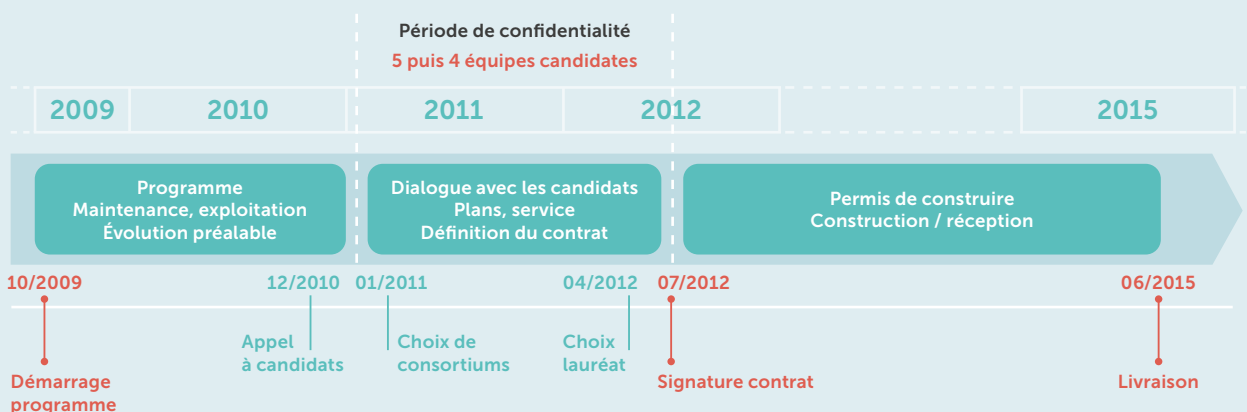 Période de confidentialité
5 puis 4 équipes candidates
2009 2010 2011 2012 2015
Programme
Maintenance, exploitation
Évolution préalable
Dialogue avec les candidats
Plans, service
Définition du contrat
Permis de construire
Construction / réception
10/2009 12/2010 01/2011 04/2012 07/2012 06/2015
Démarrage
programme
Appel
à candidats
Choix de
consortiums
Choix
lauréat
Signature contrat
Livraison